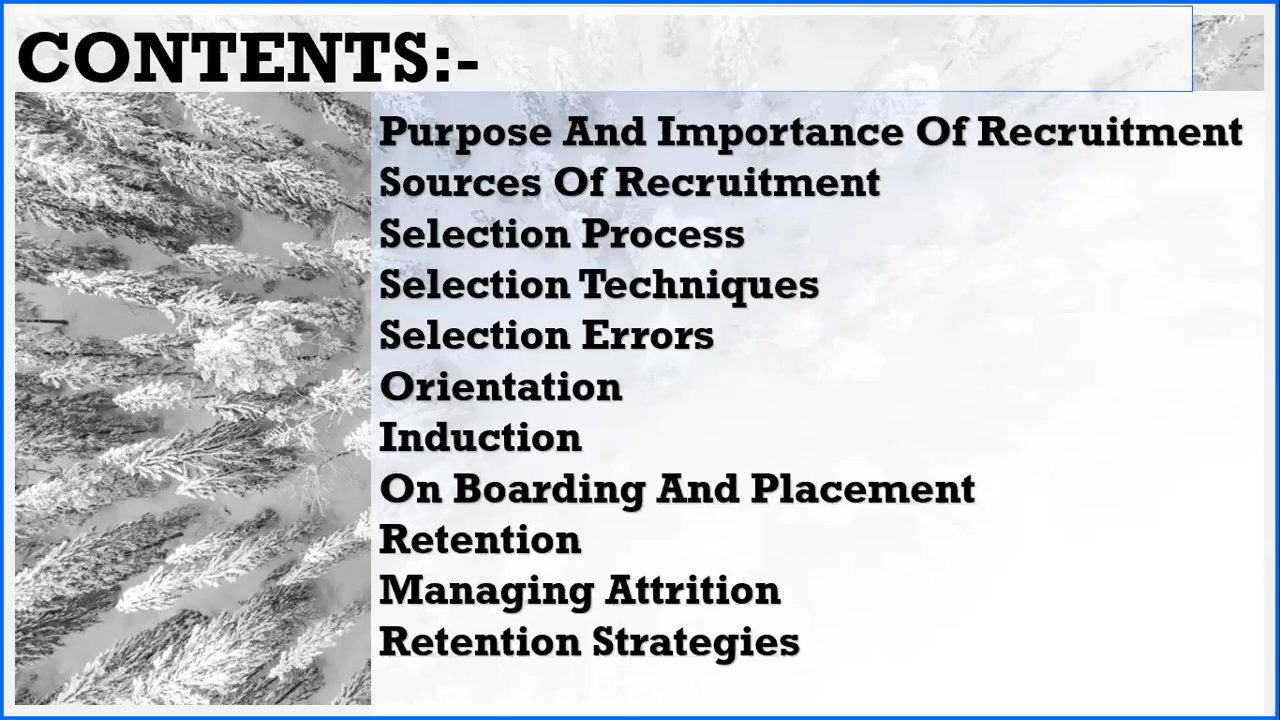 CONTENTS:-
Purpose And Importance Of Recruitment
Sources Of Recruitment
Selection Process
Selection Techniques
Selection Errors
Orientation
Induction
On Boarding And Placement
Retention
Managing Attrition
Retention Strategies